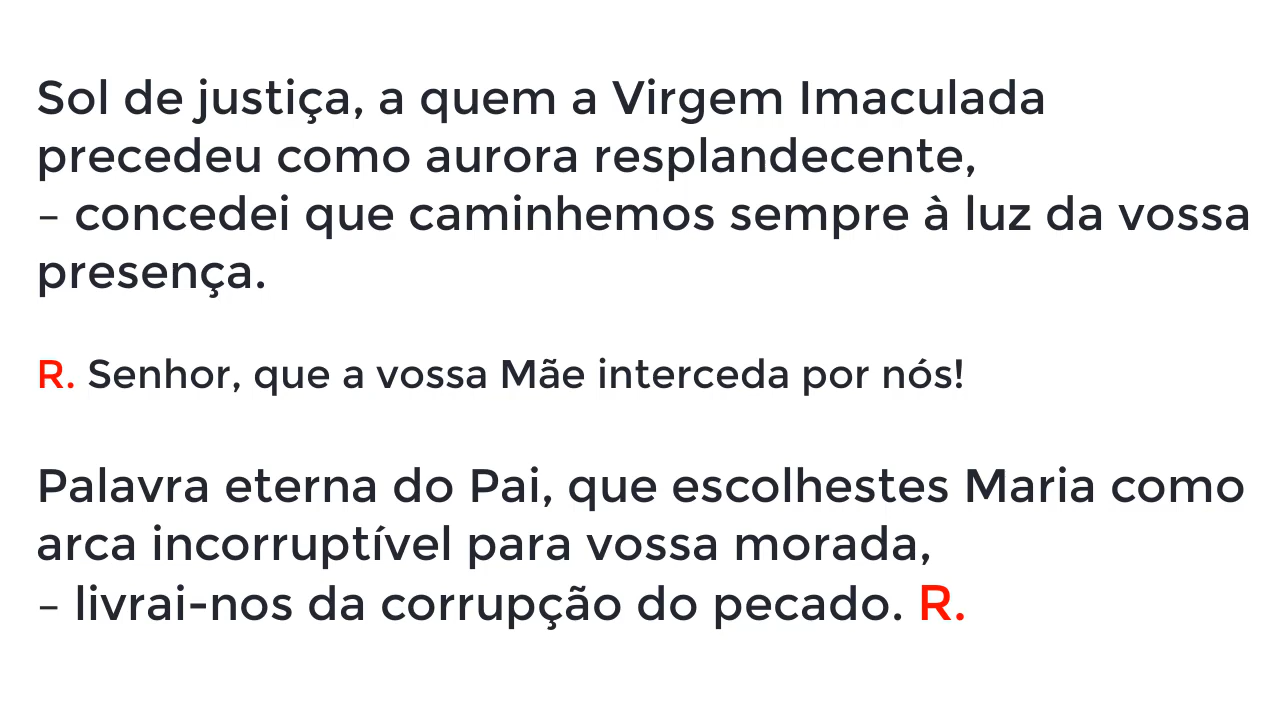 Sol de justiça, a quem a Virgem Imaculada
precedeu como aurora resplandecente,
– concedei que caminhemos sempre à luz da vossa
presença.
R. Senhor, que a vossa Mãe interceda por nós!
Palavra eterna do Pai, que escolhestes Maria como
arca incorruptível para vossa morada,
– livrai-nos da corrupção do pecado. R.